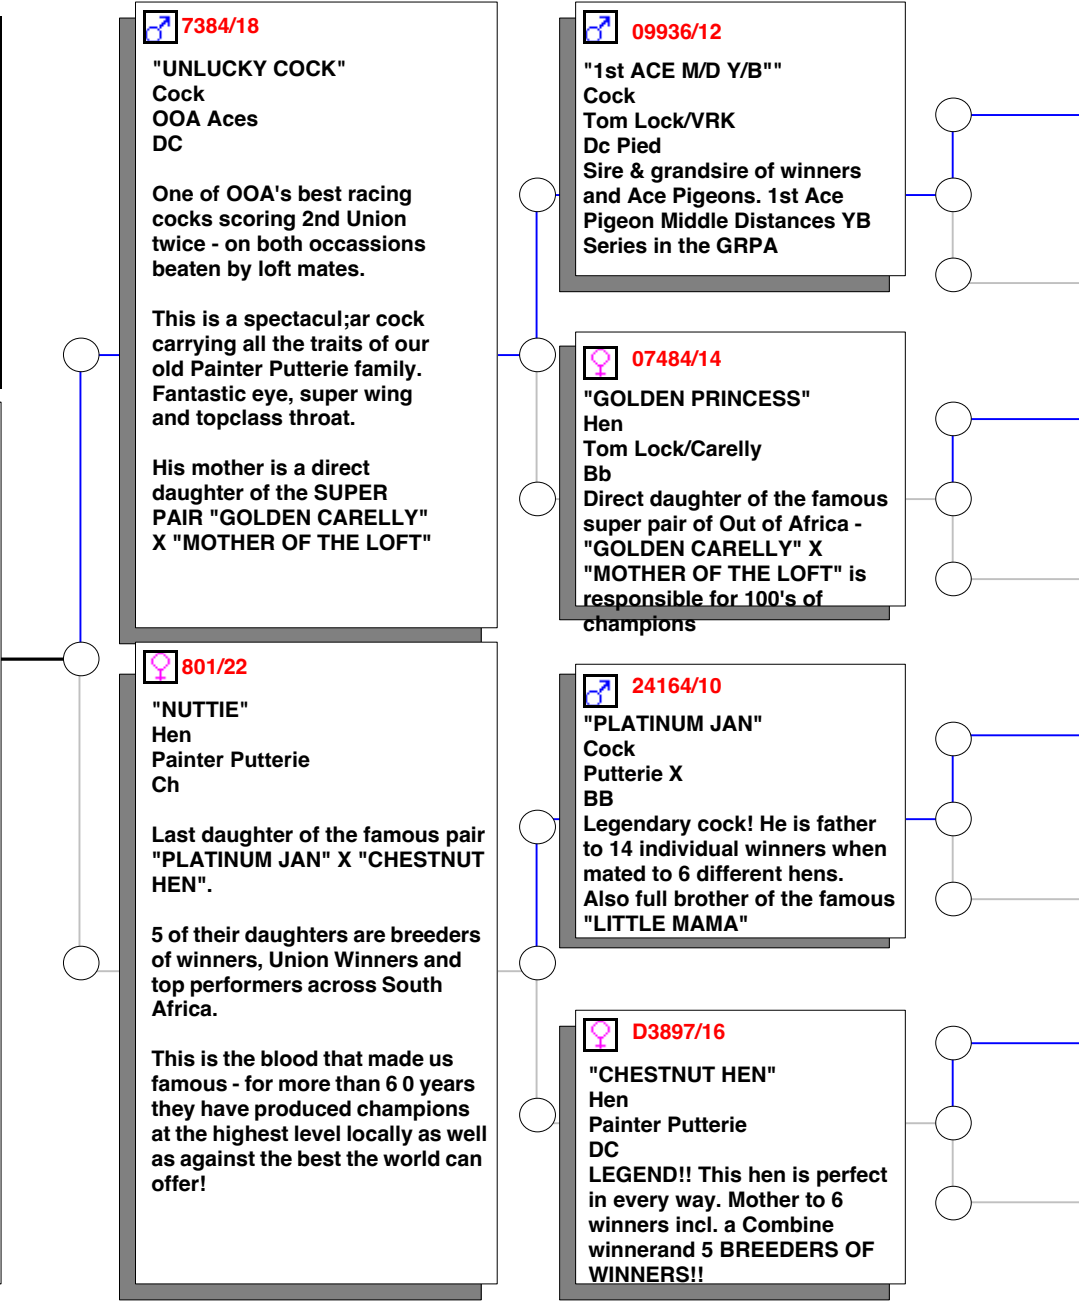 7384/18
"UNLUCKY COCK"
Cock
OOA Aces
DC
One of OOA's best racing
cocks scoring 2nd Union
twice - on both occassions
beaten by loft mates.
This is a spectacul;ar cock
carrying all the traits of our
old Painter Putterie family.
Fantastic eye, super wing
and topclass throat.
His mother is a direct
daughter of the SUPER
PAIR "GOLDEN CARELLY"
X "MOTHER OF THE LOFT"
801/22
"NUTTIE"
Hen
Painter Putterie
Ch
Last daughter of the famous pair
"PLATINUM JAN" X "CHESTNUT
HEN".
5 of their daughters are breeders
of winners, Union Winners and
top performers across South
Africa.
This is the blood that made us
famous - for more than 6 0 years
they have produced champions
at the highest level locally as well
as against the best the world can
offer!
09936/12
"1st ACE M/D Y/B""
Cock
Tom Lock/VRK
Dc Pied
Sire & grandsire of winners
and Ace Pigeons. 1st Ace
Pigeon Middle Distances YB
Series in the GRPA
07484/14
"GOLDEN PRINCESS"
Hen
Tom Lock/Carelly
Bb
Direct daughter of the famous
super pair of Out of Africa -
"GOLDEN CARELLY" X
"MOTHER OF THE LOFT" is
responsible for 100's of
champions
24164/10
"PLATINUM JAN"
Cock
Putterie X
BB
Legendary cock! He is father
to 14 individual winners when
mated to 6 different hens.
Also full brother of the famous
"LITTLE MAMA"
D3897/16
"CHESTNUT HEN"
Hen
Painter Putterie
DC
LEGEND!! This hen is perfect
in every way. Mother to 6
winners incl. a Combine
winnerand 5 BREEDERS OF
WINNERS!!